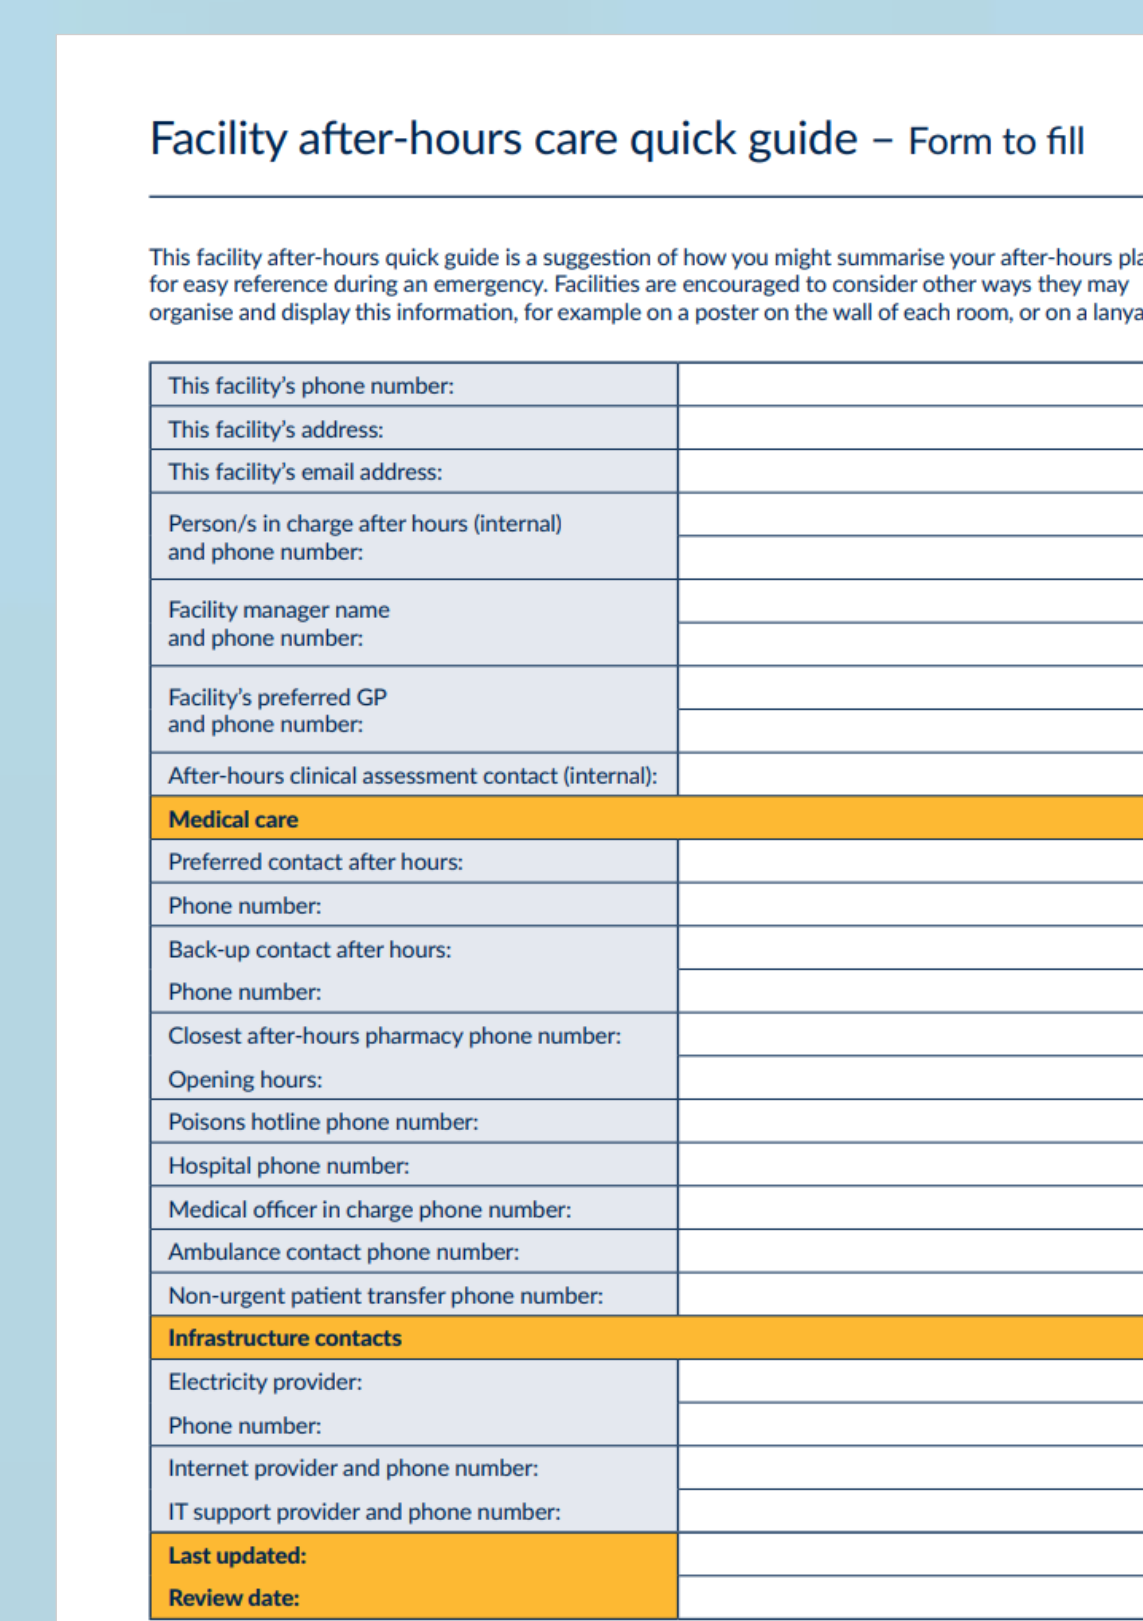 Facility after-hours care quick guide – Form to fill
This facility after-hours quick guide is a suggestion of how you might summarise your after-hours
for easy reference during an emergency. Facilities are encouraged to consider other ways they may
organise and display this information, for example on a poster on the wall of each room, or on a
This facility's phone number:
This facility's address:
This facility's email address:
Person/s in charge after hours (internal)
and phone number:
Facility manager name
and phone number:
Facility's preferred GP
and phone number:
After-hours clinical assessment contact (internal):
Medical care
Preferred contact after hours:
Phone number:
Back-up contact after hours:
Phone number:
Closest after-hours pharmacy phone number:
Opening hours:
Poisons hotline phone number:
Hospital phone number:
Medical officer in charge phone number:
Ambulance contact phone number:
Non-urgent patient transfer phone number:
Infrastructure contacts
Electricity provider:
Phone number:
Internet provider and phone number:
IT support provider and phone number:
Last updated:
Review date: